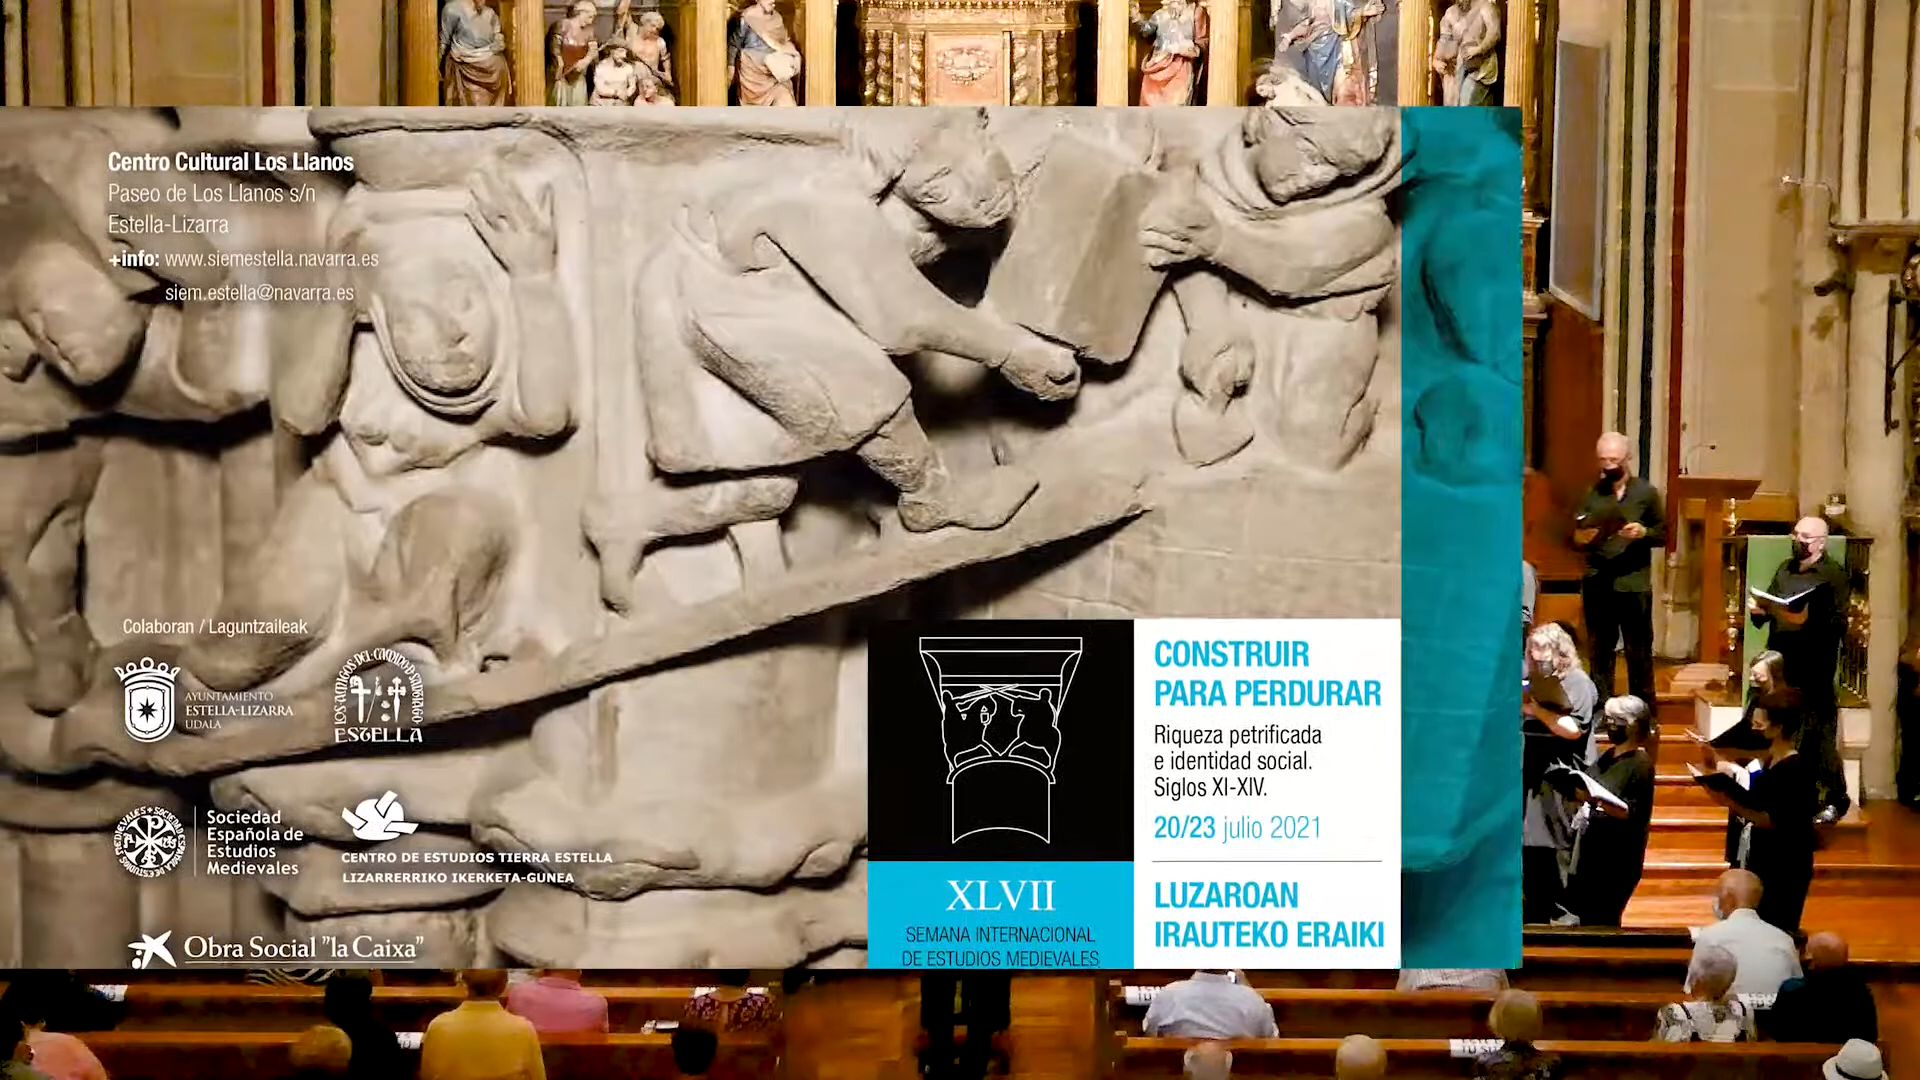 Centro Cultural Los Llanos
Paseo de Los Llanos s/n
Estella-Lizarra
+info: www.siemestella.navarra.es
siem.estella@navarra.es
Colaboran / Laguntzaileak
AYUNTAMIENTO
ESTELLA-LIZARRA
UDALA
LOS·AMIGOS·DEL·CAMINO·D·SANTIAGO
ESTELLA
Sociedad
Española de
Estudios
Medievales
CENTRO DE ESTUDIOS TIERRA ESTELLA
LIZARRERRIKO IKERKETA-GUNEA
Obra Social "la Caixa"
CONSTRUIR
PARA PERDURAR
Riqueza petrificada
e identidad social.
Siglos XI-XIV.
20/23 julio 2021
LUZAROAN
IRAUTEKO ERAIKI
XLVII
SEMANA INTERNACIONAL
DE ESTUDIOS MEDIEVALES